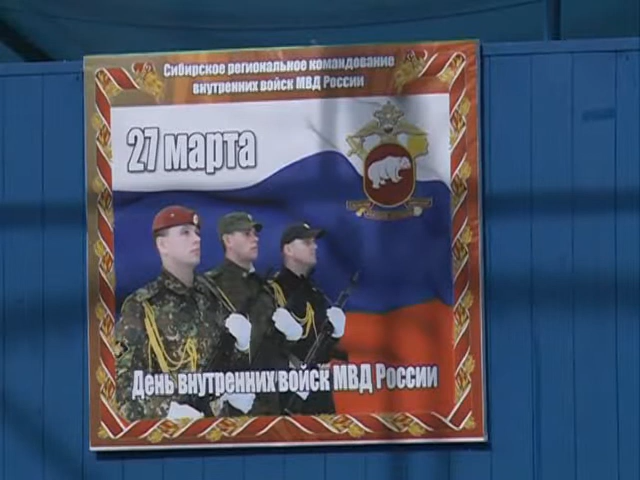 Сибирское региональное командование
внутренних войск МВД России
27 марта
День внутренних войск МВД России